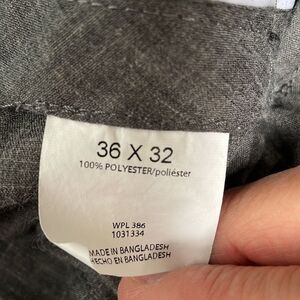 36 X 32
100% POLYESTER/poliéster
WPL 386
1031334
MADE IN BANGLADESH
HECHO EN BANGLADESH